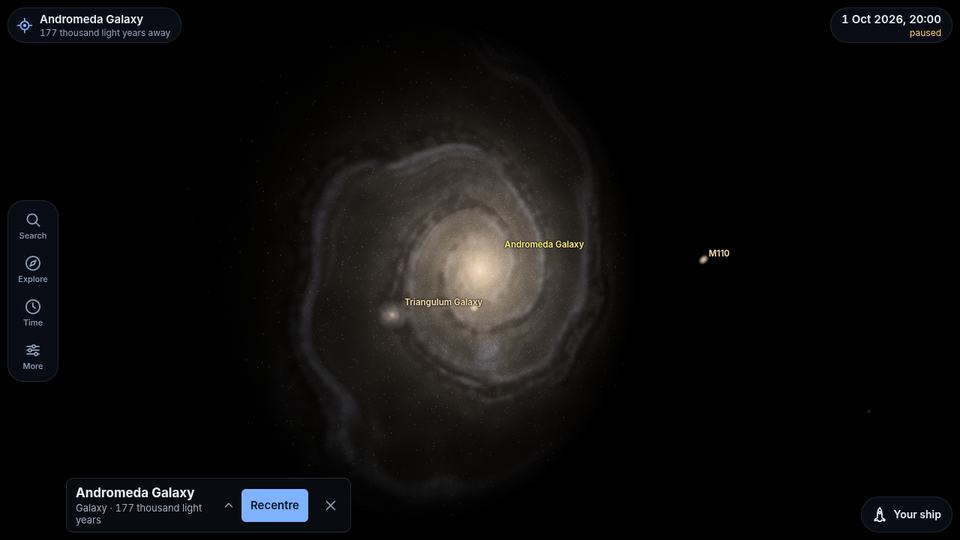 Andromeda Galaxy
177 thousand light years away
1 Oct 2026, 20:00
paused
Search
Explore
Time
More
Andromeda Galaxy
M110
Triangulum Galaxy
Andromeda Galaxy
Galaxy · 177 thousand light
years
Recentre
Your ship